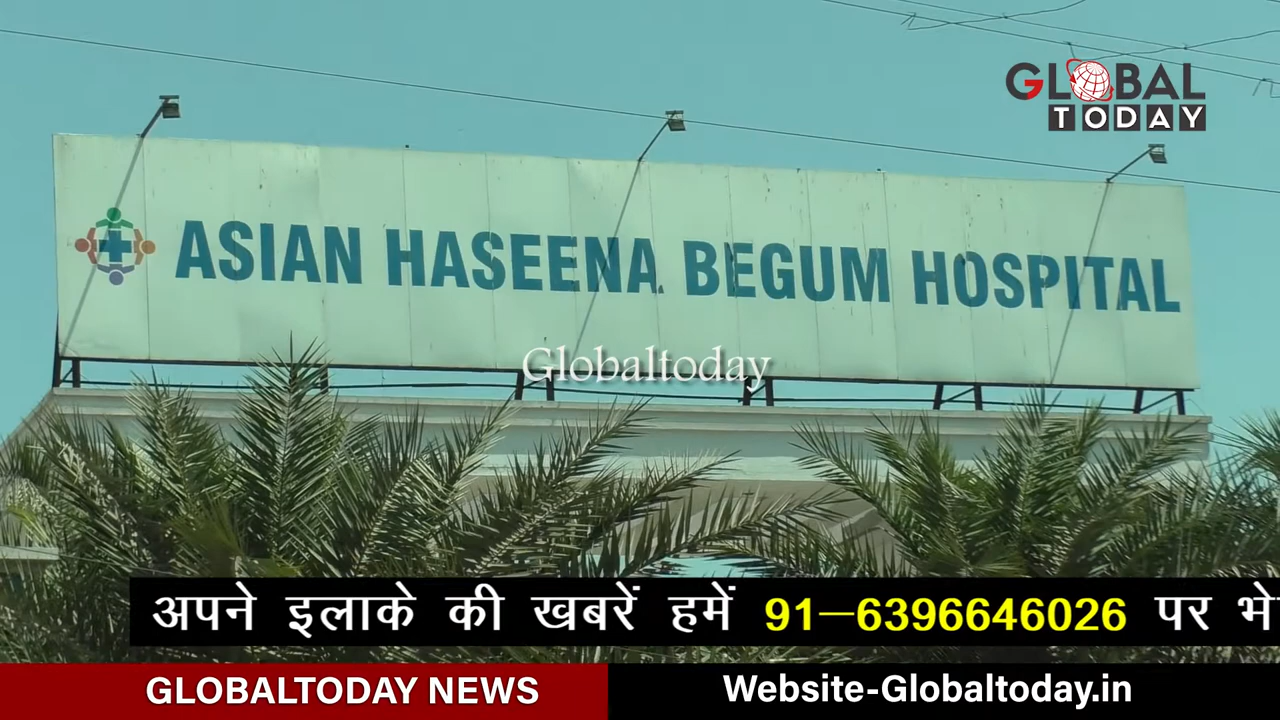 GLOBAL
TODAY
ASIAN HASEENA BEGUM HOSPITAL
Globaltoday
अपने इलाके की खबरें हमें 91-6396646026 पर
GLOBALTODAY NEWS
Website-Globaltoday.in